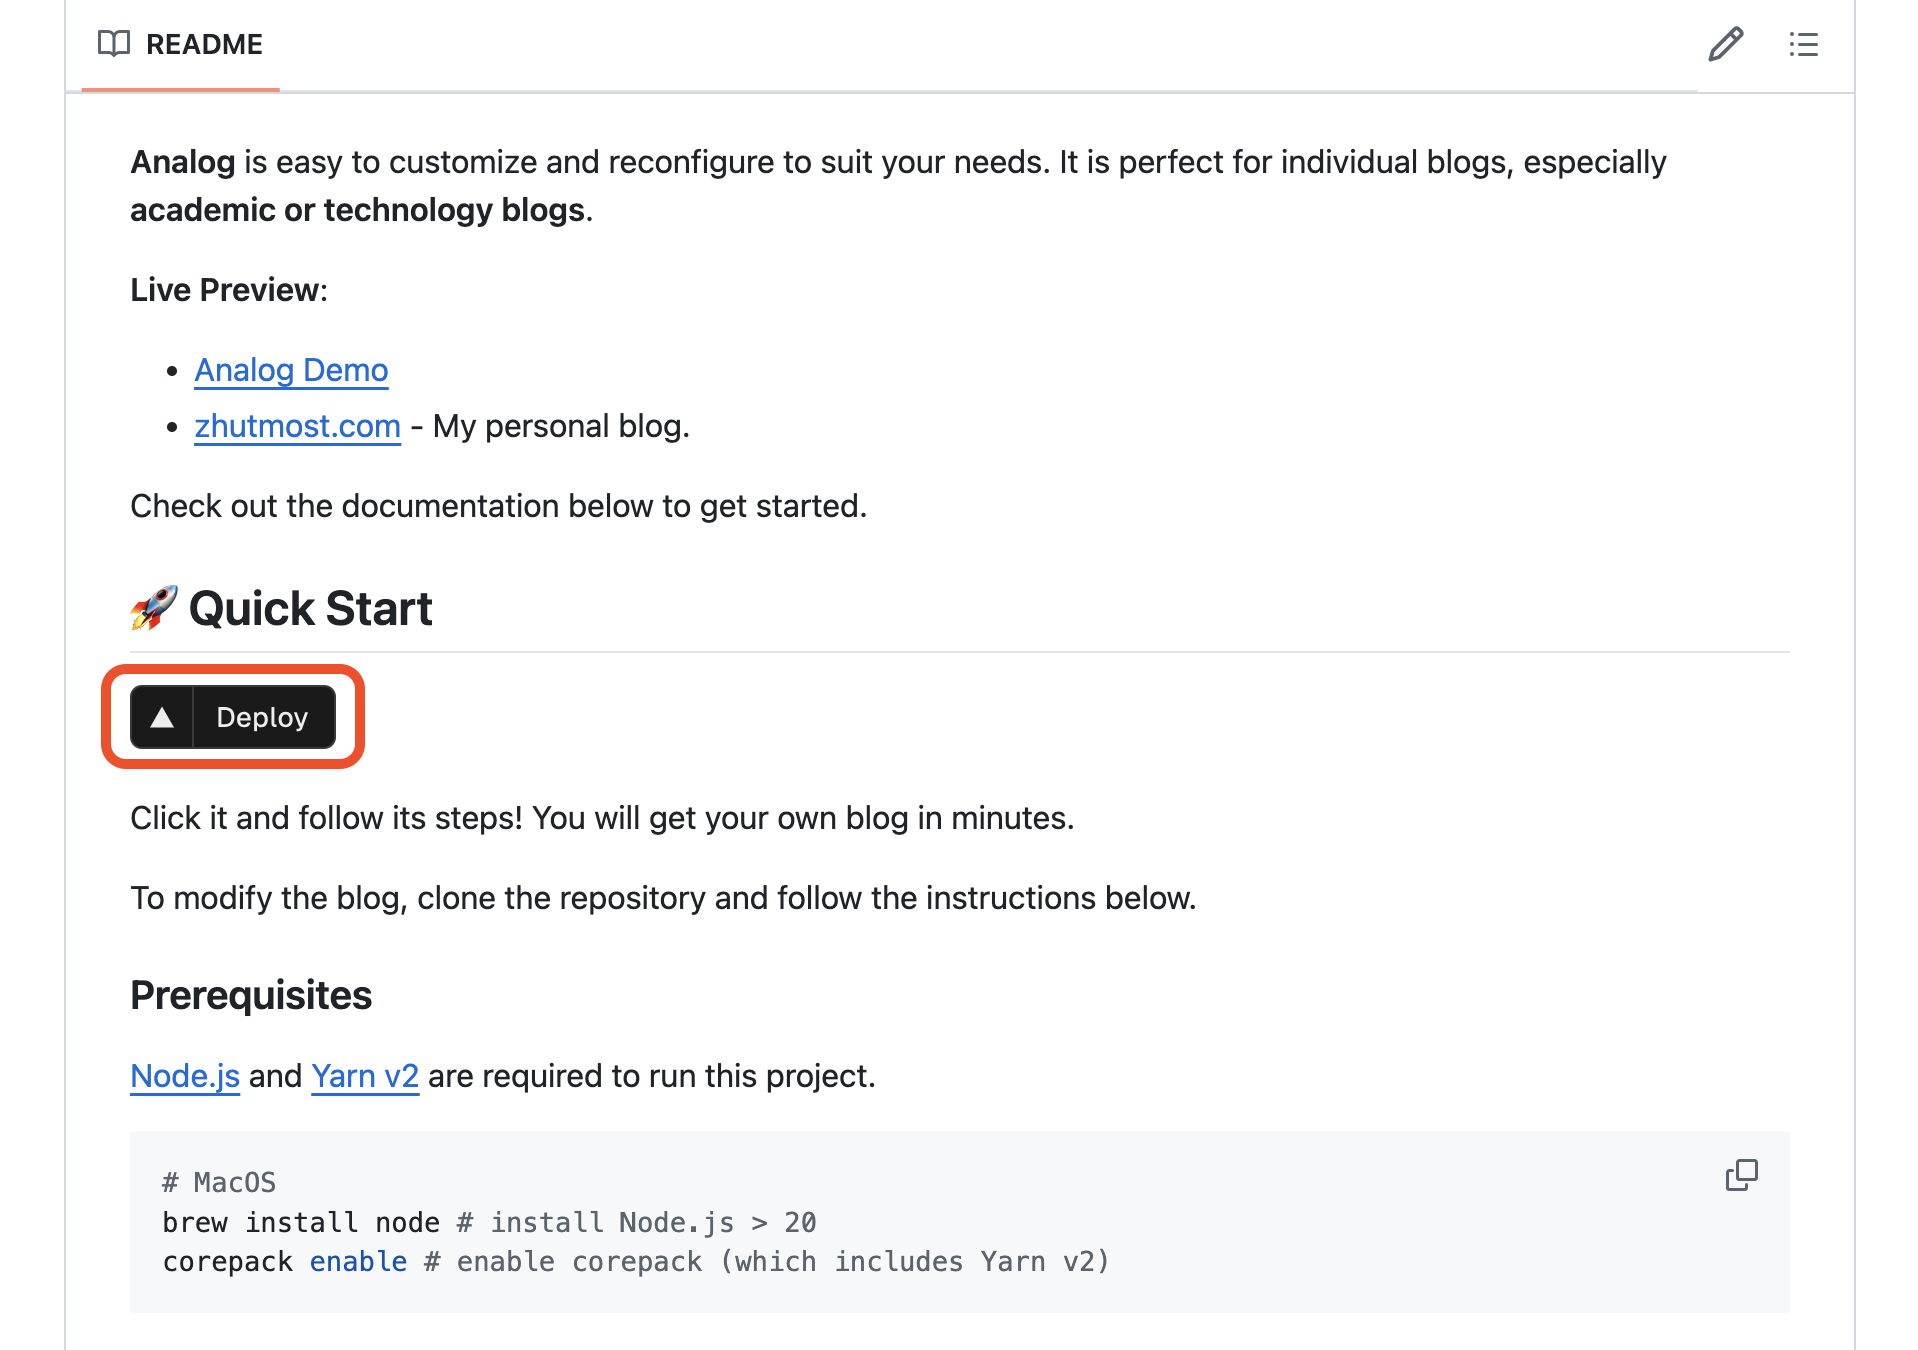 README
Analog is easy to customize and reconfigure to suit your needs. It is perfect for individual blogs, especially
academic or technology blogs.
Live Preview:
Analog Demo
zhutmost.com - My personal blog.
Check out the documentation below to get started.
🚀 Quick Start
Deploy
Click it and follow its steps! You will get your own blog in minutes.
To modify the blog, clone the repository and follow the instructions below.
Prerequisites
Node.js and Yarn v2 are required to run this project.
# MacOS
brew install node # install Node.js > 20
corepack enable # enable corepack (which includes Yarn v2)